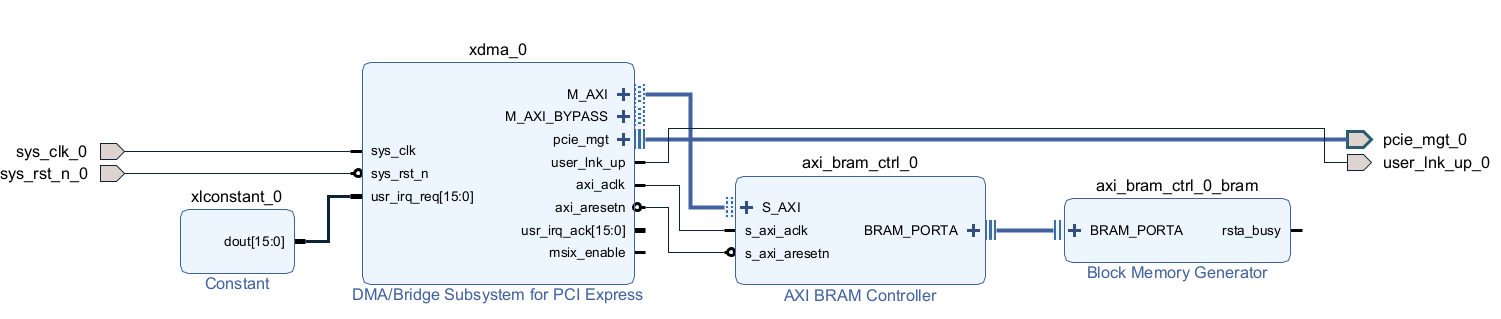 xdma_0
M_AXI
M_AXI_BYPASS
pcie_mgt
user_lnk_up
axi_aclk
axi_aresetn
usr_irq_ack[15:0]
msix_enable
sys_clk
sys_rst_n
usr_irq_req[15:0]
DMA/Bridge Subsystem for PCI Express
sys_clk_0
sys_rst_n_0
xlconstant_0
dout[15:0]
Constant
axi_bram_ctrl_0
S_AXI
s_axi_aclk
s_axi_aresetn
BRAM_PORTA
AXI BRAM Controller
axi_bram_ctrl_0_bram
BRAM_PORTA
rsta_busy
Block Memory Generator
pcie_mgt_0
user_lnk_up_0